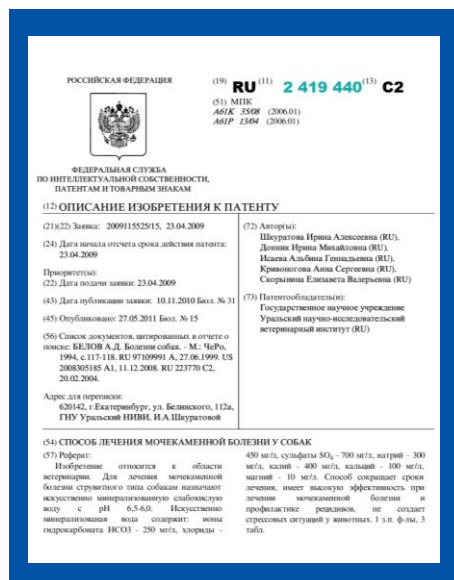 РОССИЙСКАЯ ФЕДЕРАЦИЯ
ФЕДЕРАЛЬНАЯ СЛУЖБА
ПО ИНТЕЛЛЕКТУАЛЬНОЙ СОБСТВЕННОСТИ,
ПАТЕНТАМ И ТОВАРНЫМ ЗНАКАМ
(19) RU (11) 2 419 440 (13) C2
(51) МПК
A61K 35/08 (2006.01)
A61P 13/04 (2006.01)
(12) ОПИСАНИЕ ИЗОБРЕТЕНИЯ К ПАТЕНТУ
(21)(22) Заявка: 2009115525/15, 23.04.2009
(24) Дата начала отсчета срока действия патента:
23.04.2009
Приоритет(ы):
(22) Дата подачи заявки: 23.04.2009
(43) Дата публикации заявки: 10.11.2010 Бюл. № 31
(45) Опубликовано: 27.05.2011 Бюл. № 15
(56) Список документов, цитированных в отчете о
поиске: БЕЛОВ А.Д. Болезни собак. - М.: ЧеРо,
1994, с.117-118. RU 97109991 A, 27.06.1999. US
2008305185 A1, 11.12.2008. RU 223770 C2,
20.02.2004.
Адрес для переписки:
620142, г.Екатеринбург, ул. Белинского, 112а,
ГНУ Уральский НИВИ, И.А.Шкуратовой
(72) Автор(ы):
Шкуратова Ирина Алексеевна (RU),
Донник Ирина Михайловна (RU),
Исаева Альбина Геннадьевна (RU),
Кривоногова Анна Сергеевна (RU),
Скорынина Елизавета Валерьевна (RU)
(73) Патентообладатель(и):
Государственное научное учреждение
Уральский научно-исследовательский
ветеринарный институт (RU)
(54) СПОСОБ ЛЕЧЕНИЯ МОЧЕКАМЕННОЙ БОЛЕЗНИ У СОБАК
(57) Реферат:
Изобретение относится к области
ветеринарии. Для лечения мочекаменной
болезни струвитного типа собакам назначают
искусственно минерализованную слабокислую
воду с pH 6,5-6,0. Искусственно
минерализованая вода содержит: ионы
гидрокарбоната HCO3 - 250 мг/л, хлориды -
450 мг/л, сульфаты SO₄ - 700 мг/л, натрий - 300
мг/л, калий - 400 мг/л, кальций - 100 мг/л,
магний - 10 мг/л. Способ сокращает сроки
лечения, имеет высокую эффективность при
лечении мочекаменной болезни и
профилактике рецидивов, не создает
стрессовых ситуаций у животных. 1 з.п. ф-лы, 3
табл.